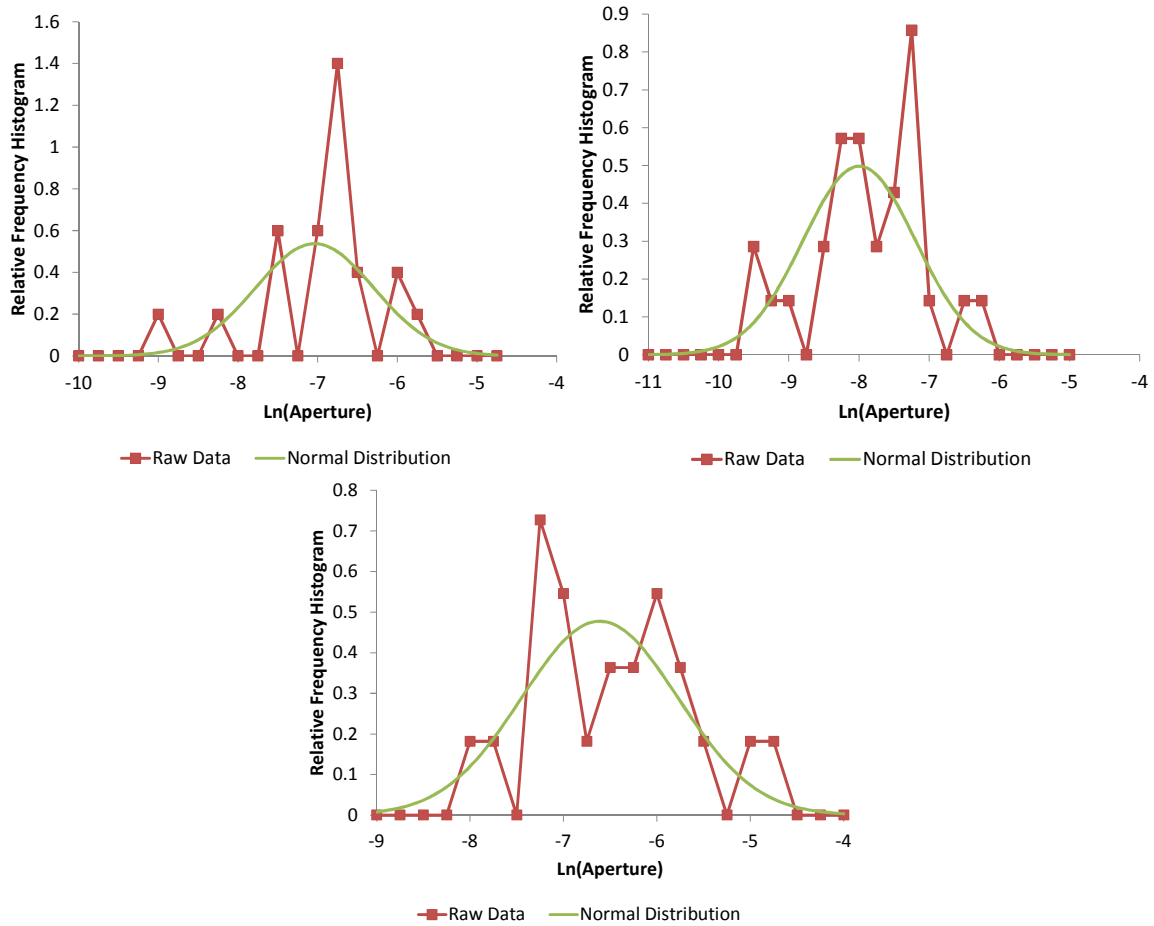 Relative Frequency Histogram
1.6
1.4
1.2
1
0.8
0.6
0.4
0.2
0
-10 -9 -8 -7 -6 -5 -4
Ln(Aperture)
Raw Data Normal Distribution
Relative Frequency Histogram
0.9
0.8
0.7
0.6
0.5
0.4
0.3
0.2
0.1
0
-11 -10 -9 -8 -7 -6 -5 -4
Ln(Aperture)
Raw Data Normal Distribution
Relative Frequency Histogram
0.8
0.7
0.6
0.5
0.4
0.3
0.2
0.1
0
-9 -8 -7 -6 -5 -4
Ln(Aperture)
Raw Data Normal Distribution